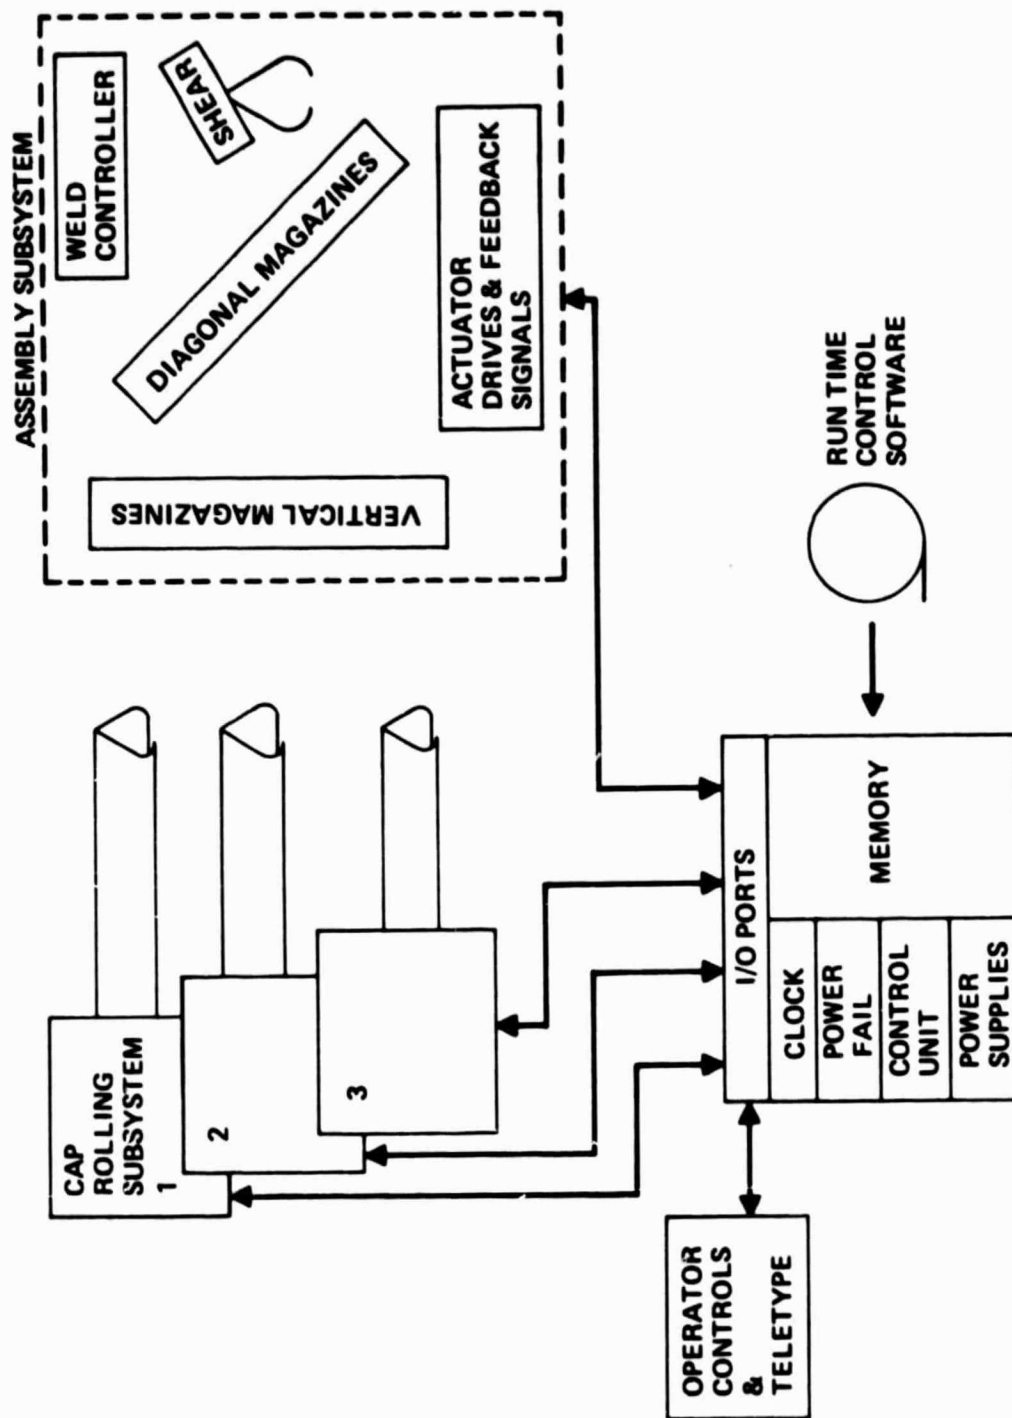 ASSEMBLY SUBSYSTEM
WELD
CONTROLLER
SHEAR
DIAGONAL MAGAZINES
VERTICAL MAGAZINES
ACTUATOR
DRIVES & FEEDBACK
SIGNALS
CAP
ROLLING
SUBSYSTEM
1
2
3
OPERATOR
CONTROLS
&
TELETYPE
I/O PORTS
CLOCK
POWER
FAIL
CONTROL
UNIT
POWER
SUPPLIES
MEMORY
RUN TIME
CONTROL
SOFTWARE